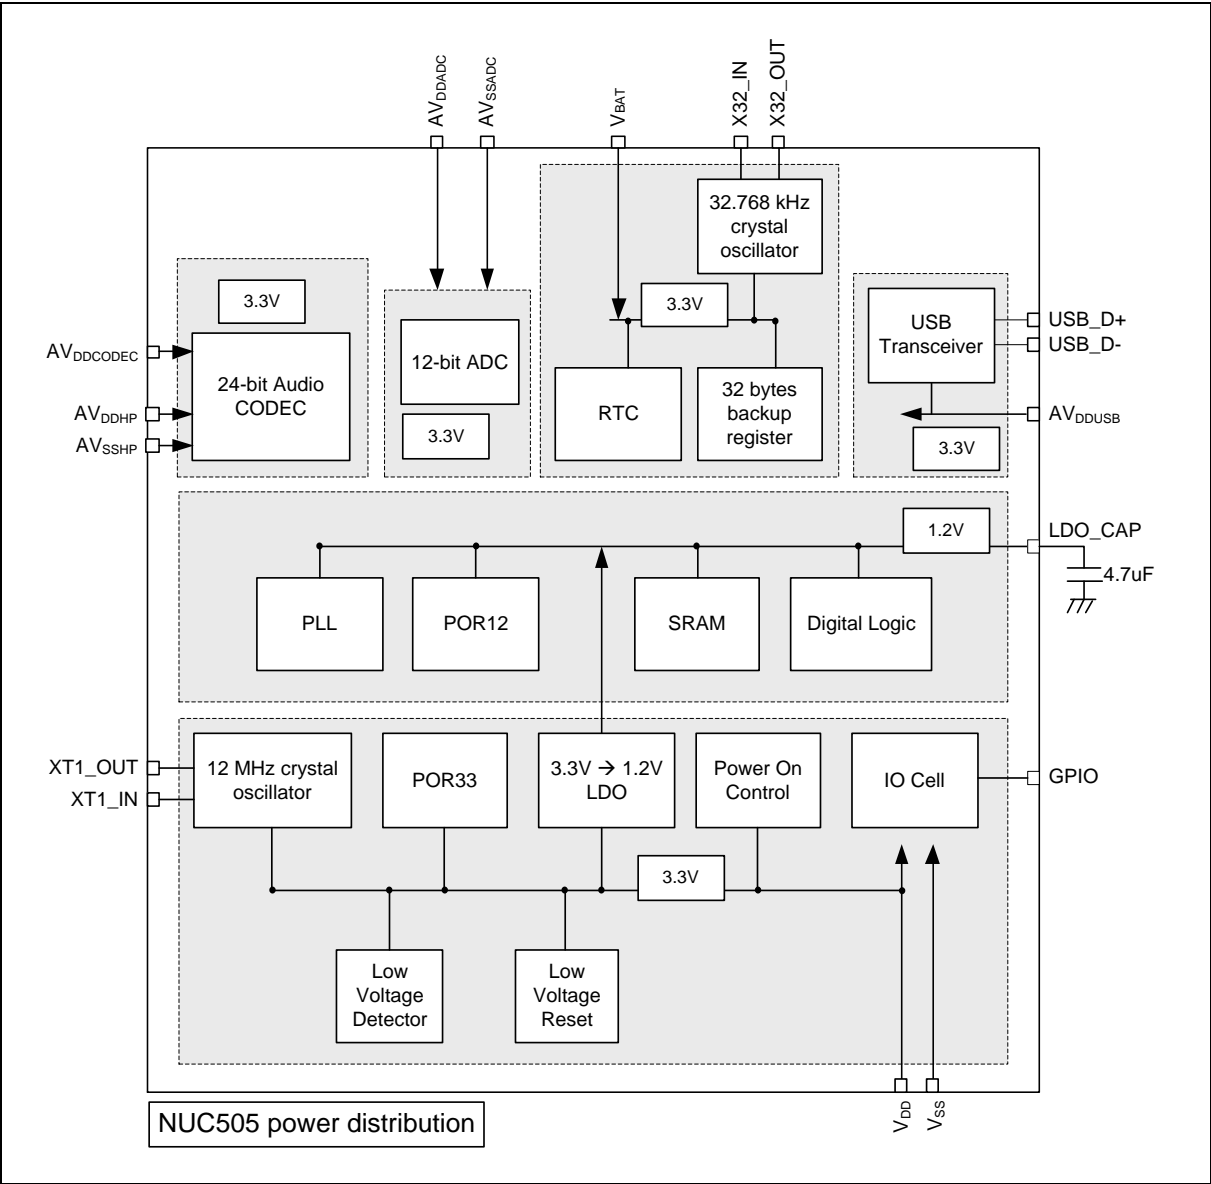 AVDDADC
AVSSADC
VBAT
X32_IN
X32_OUT
32.768 kHz
crystal
oscillator
3.3V
3.3V
USB
Transceiver
USB_D+
USB_D-
AVDDCODEC
24-bit Audio
CODEC
12-bit ADC
RTC
32 bytes
backup
register
AVDDHP
AVSSHP
3.3V
AVDDUSB
3.3V
1.2V
LDO_CAP
4.7uF
PLL
POR12
SRAM
Digital Logic
XT1_OUT
XT1_IN
12 MHz crystal
oscillator
POR33
3.3V → 1.2V
LDO
Power On
Control
IO Cell
GPIO
3.3V
Low
Voltage
Detector
Low
Voltage
Reset
VDD
VSS
NUC505 power distribution